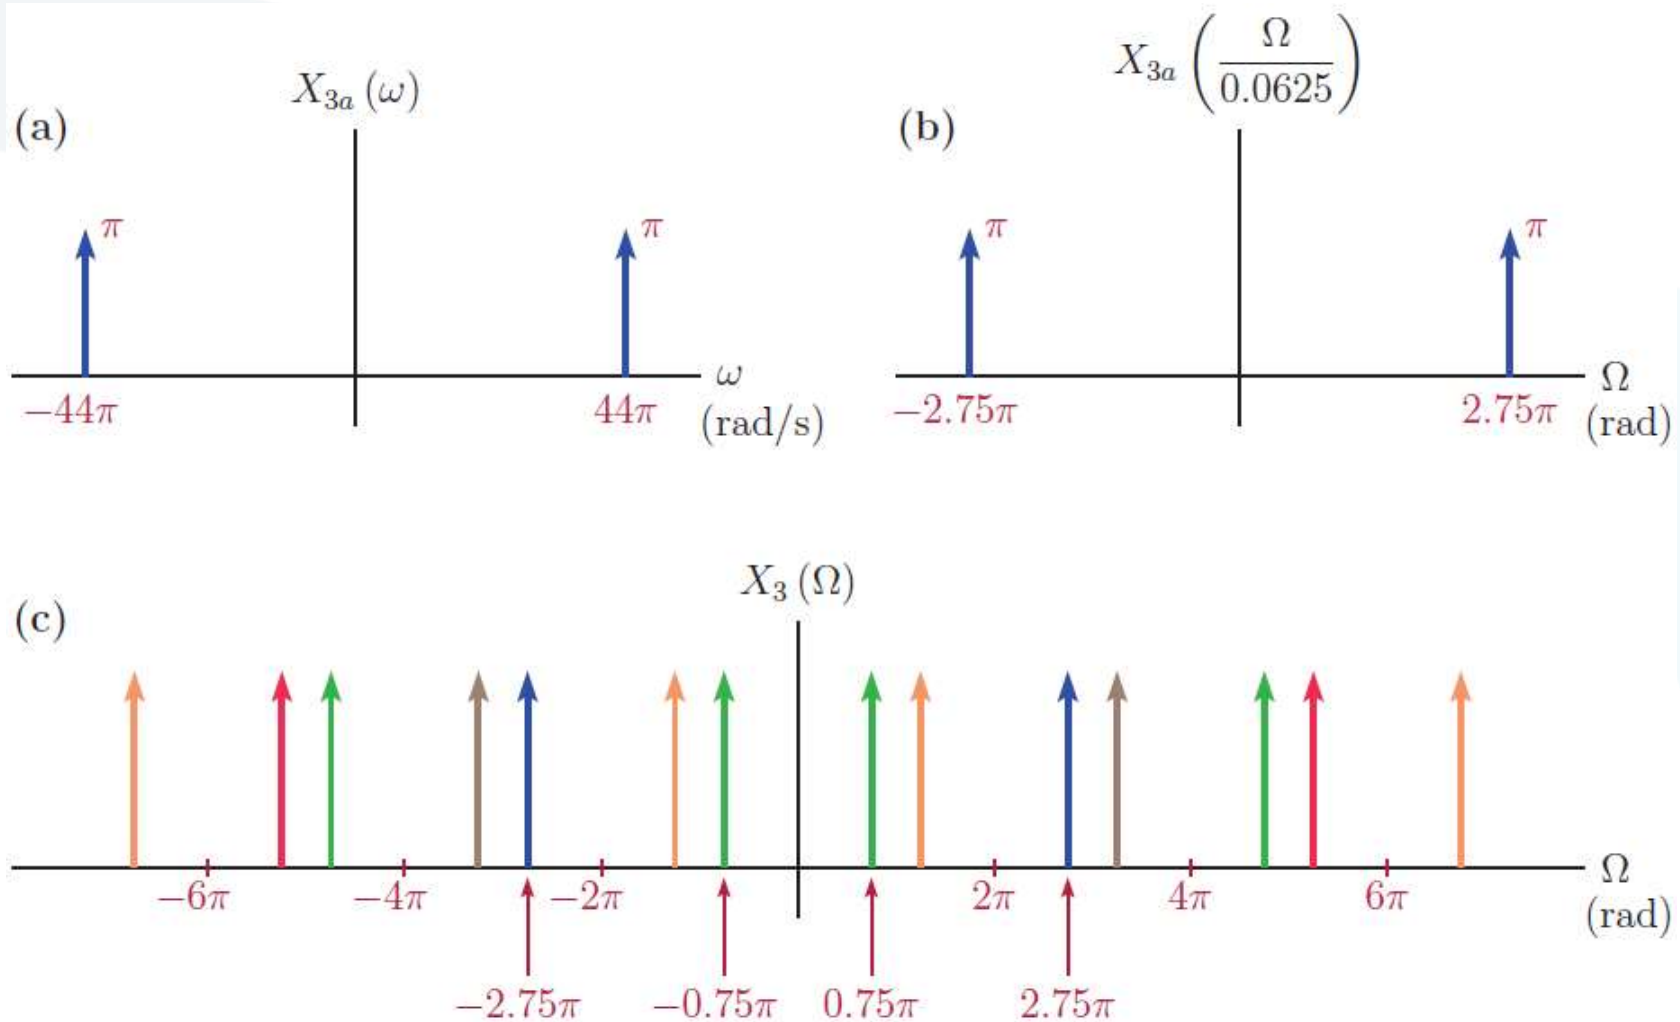 (a)
X₃ₐ (ω)
π
π
−44π
44π
ω
(rad/s)
(b)
X₃ₐ (Ω / 0.0625)
π
π
−2.75π
2.75π
Ω
(rad)
(c)
X₃ (Ω)
−6π
−4π
−2π
2π
4π
6π
Ω
(rad)
−2.75π
−0.75π
0.75π
2.75π